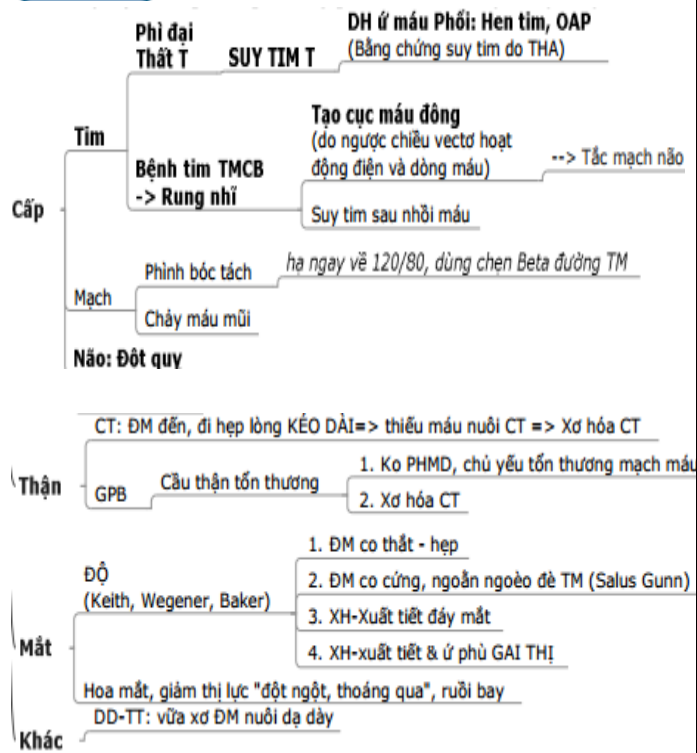 DH ứ máu Phổi: Hen tim, OAP
(Bằng chứng suy tim do THA)
Phì đại
Thất T
SUY TIM T
Tim
Tạo cục máu đông
(do ngược chiều vectơ hoạt
động điện và dòng máu)
--> Tắc mạch não
Bệnh tim TMCB
-> Rung nhĩ
Suy tim sau nhồi máu
Cấp
Phình bóc tách
hạ ngay về 120/80, dùng chẹn Beta đường TM
Mạch
Chảy máu mũi
Não: Đột quy
CT: ĐM đến, đi hẹp lòng KÉO DÀI=> thiếu máu nuôi CT => Xơ hóa CT
Thận
GPB
Cầu thận tổn thương
1. Ko PHMD, chủ yếu tổn thương mạch máu
2. Xơ hóa CT
1. ĐM co thắt - hẹp
ĐỘ
(Keith, Wegener, Baker)
2. ĐM co cứng, ngoằn ngoèo đè TM (Salus Gunn)
3. XH-Xuất tiết đáy mắt
4. XH-xuất tiết & ứ phù GAI THỊ
Mắt
Hoa mắt, giảm thị lực "đột ngột, thoáng qua", ruồi bay
DD-TT: vữa xơ ĐM nuôi dạ dày
Khác